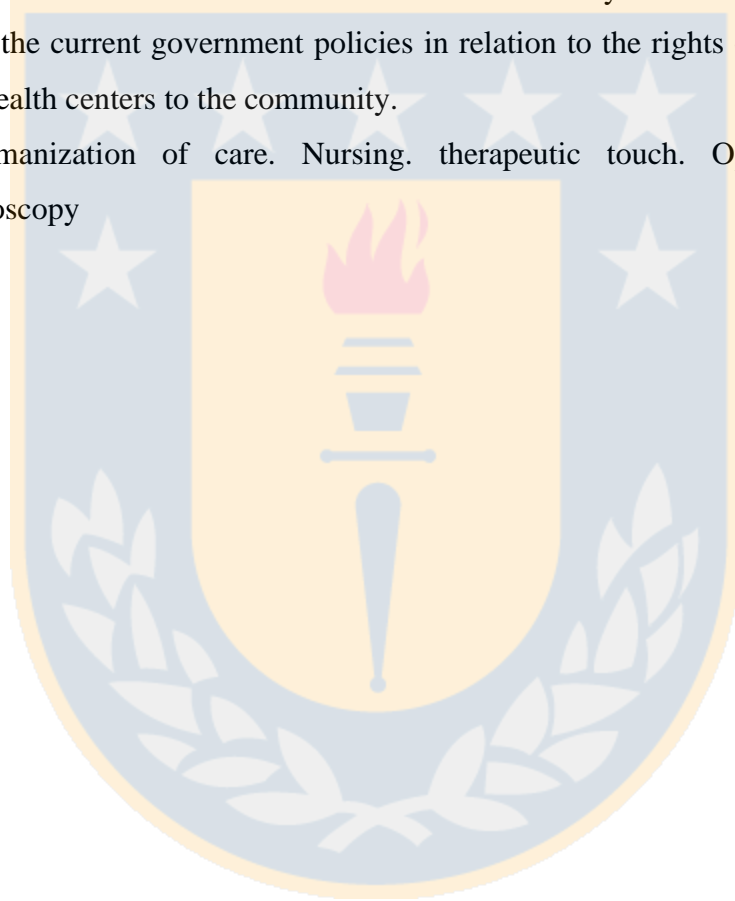 the current government policies in relation to the rights
ealth centers to the community.
manization of care. Nursing. therapeutic touch. O
oscopy